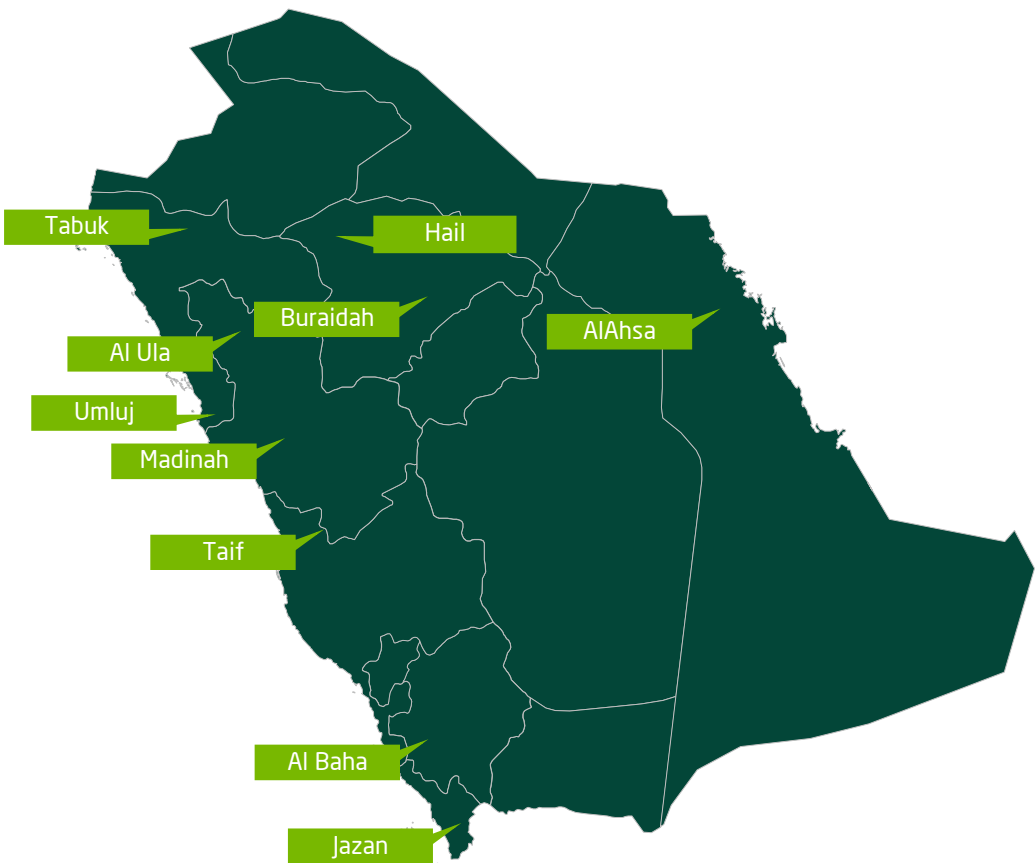 Tabuk
Hail
Buraidah
AlAhsa
Al Ula
Umluj
Madinah
Taif
Al Baha
Jazan